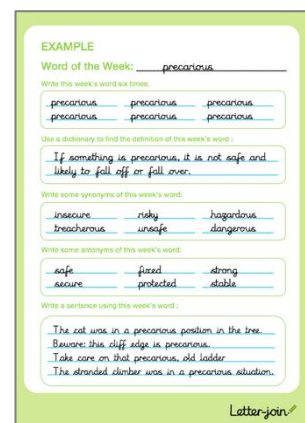 EXAMPLE
Word of the Week: precarious
Write this week's word six times:
precarious precarious precarious
precarious precarious precarious
Use a dictionary to find the definition of this week's word :
If something is precarious, it is not safe and
likely to fall off or fall over.
Write some synonyms of this week's word:
insecure risky hazardous
treacherous unsafe dangerous
Write some antonyms of this week's word:
safe fixed strong
secure protected stable
Write a sentence using this week's word :
The cat was in a precarious position in the tree.
Beware: this cliff edge is precarious.
Take care on that precarious, old ladder
The stranded climber was in a precarious situation.
Letter-join